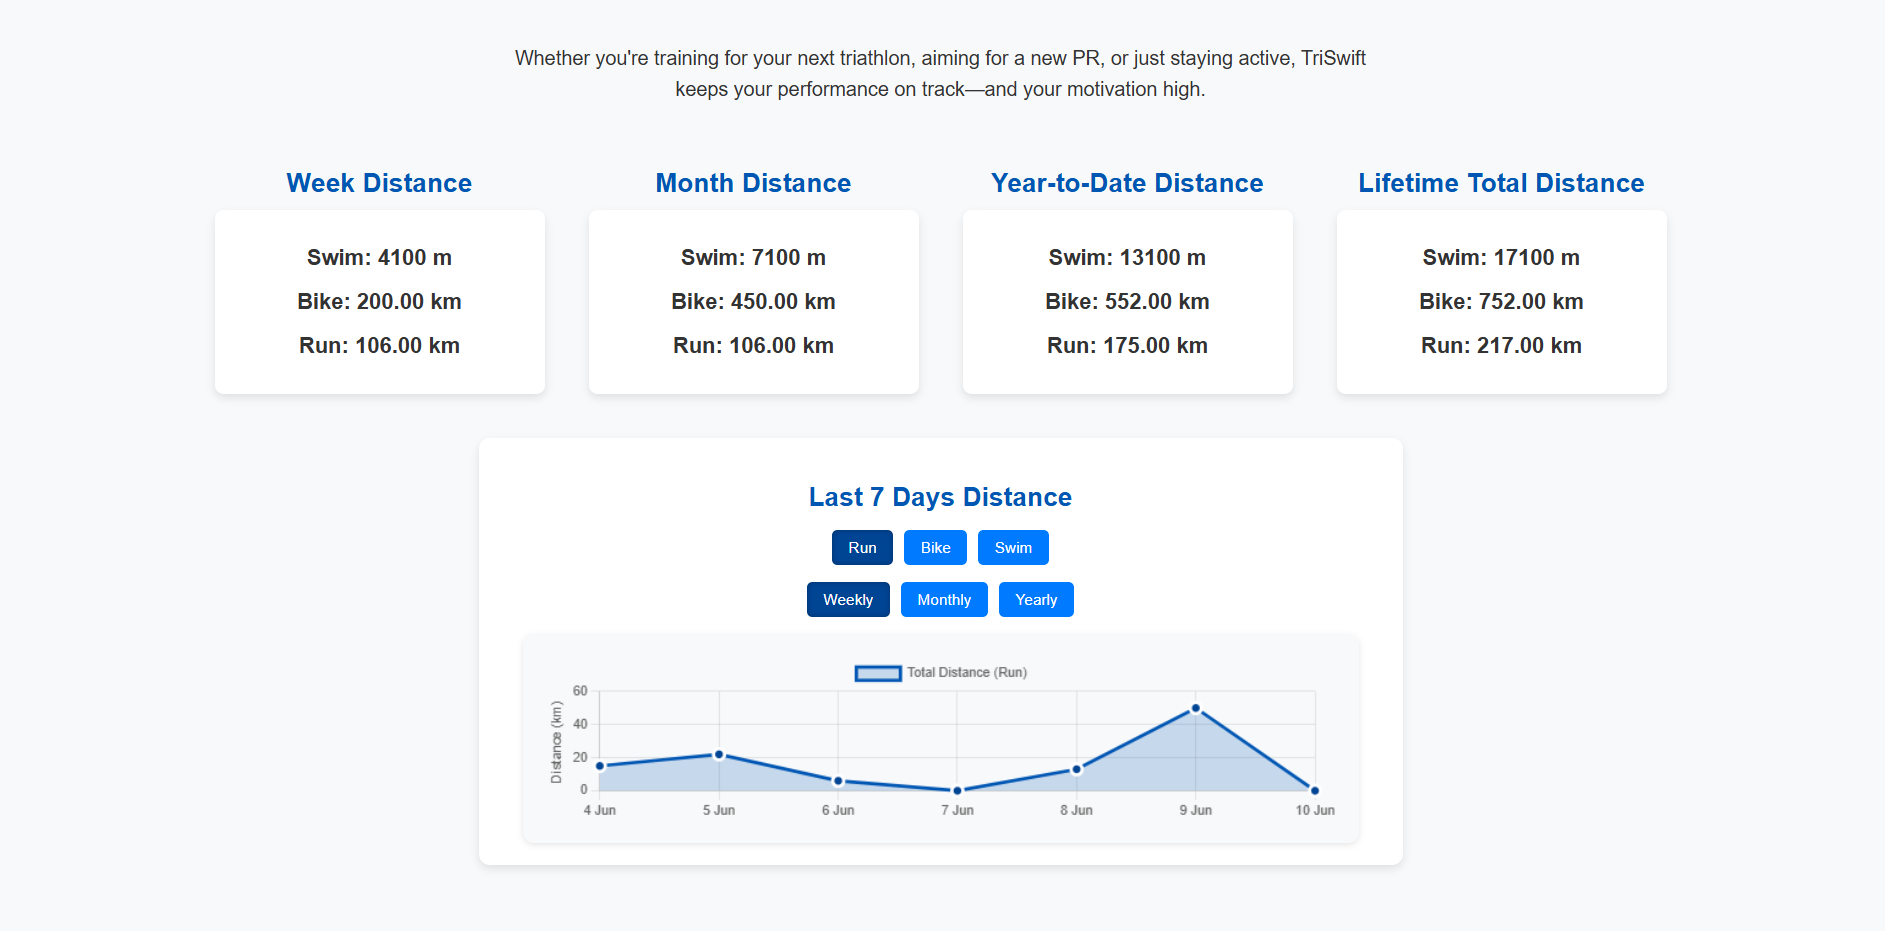 Whether you're training for your next triathlon, aiming for a new PR, or just staying active, TriSwift
keeps your performance on track—and your motivation high.
Week Distance
Swim: 4100 m
Bike: 200.00 km
Run: 106.00 km
Month Distance
Swim: 7100 m
Bike: 450.00 km
Run: 106.00 km
Year-to-Date Distance
Swim: 13100 m
Bike: 552.00 km
Run: 175.00 km
Lifetime Total Distance
Swim: 17100 m
Bike: 752.00 km
Run: 217.00 km
Last 7 Days Distance
Run Bike Swim
Weekly Monthly Yearly
Total Distance (Run)
Distance (km)
60
40
20
0
4 Jun 5 Jun 6 Jun 7 Jun 8 Jun 9 Jun 10 Jun